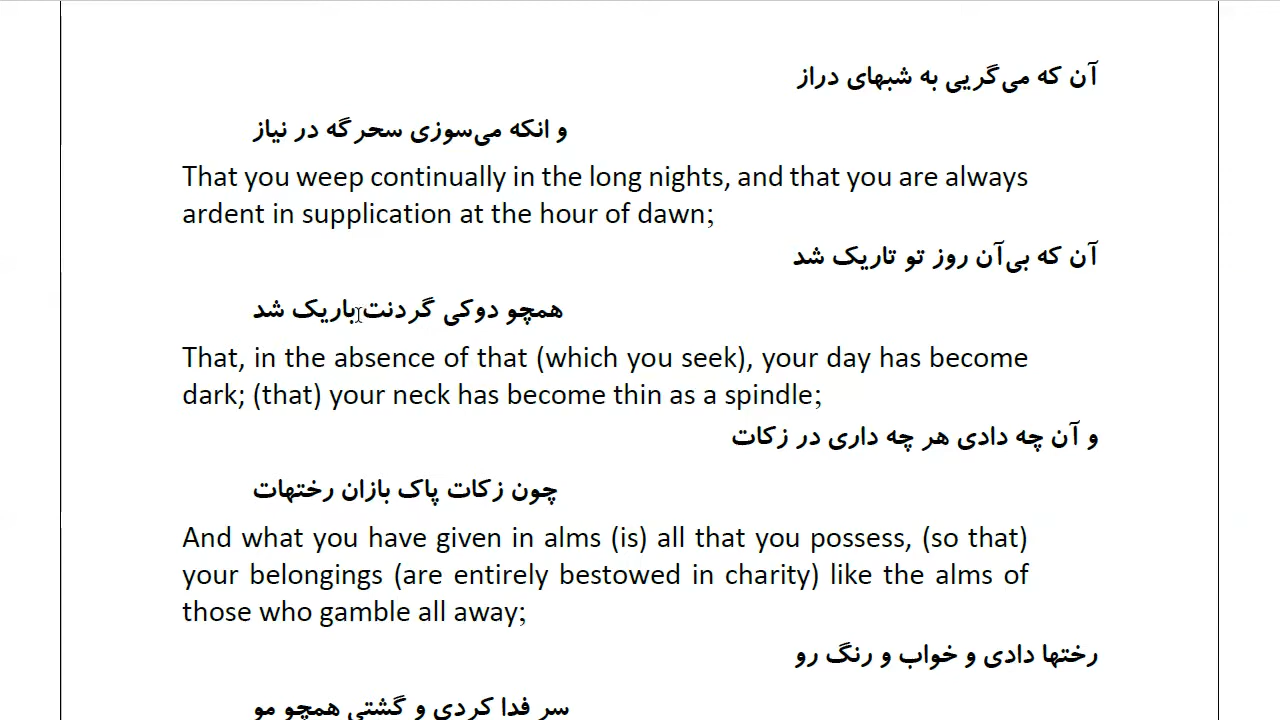 آن که می‌گریی به شبهای دراز
و انکه می‌سوزی سحرگه در نیاز
That you weep continually in the long nights, and that you are always
ardent in supplication at the hour of dawn;
آن که بی‌آن روز تو تاریک شد
همچو دوکی گردنت باریک شد
That, in the absence of that (which you seek), your day has become
dark; (that) your neck has become thin as a spindle;
و آن چه دادی هر چه داری در زکات
چون زکات پاک بازان رختهات
And what you have given in alms (is) all that you possess, (so that)
your belongings (are entirely bestowed in charity) like the alms of
those who gamble all away;
رختها دادی و خواب و رنگ رو
سر فدا کردی و گشتی همچو مو